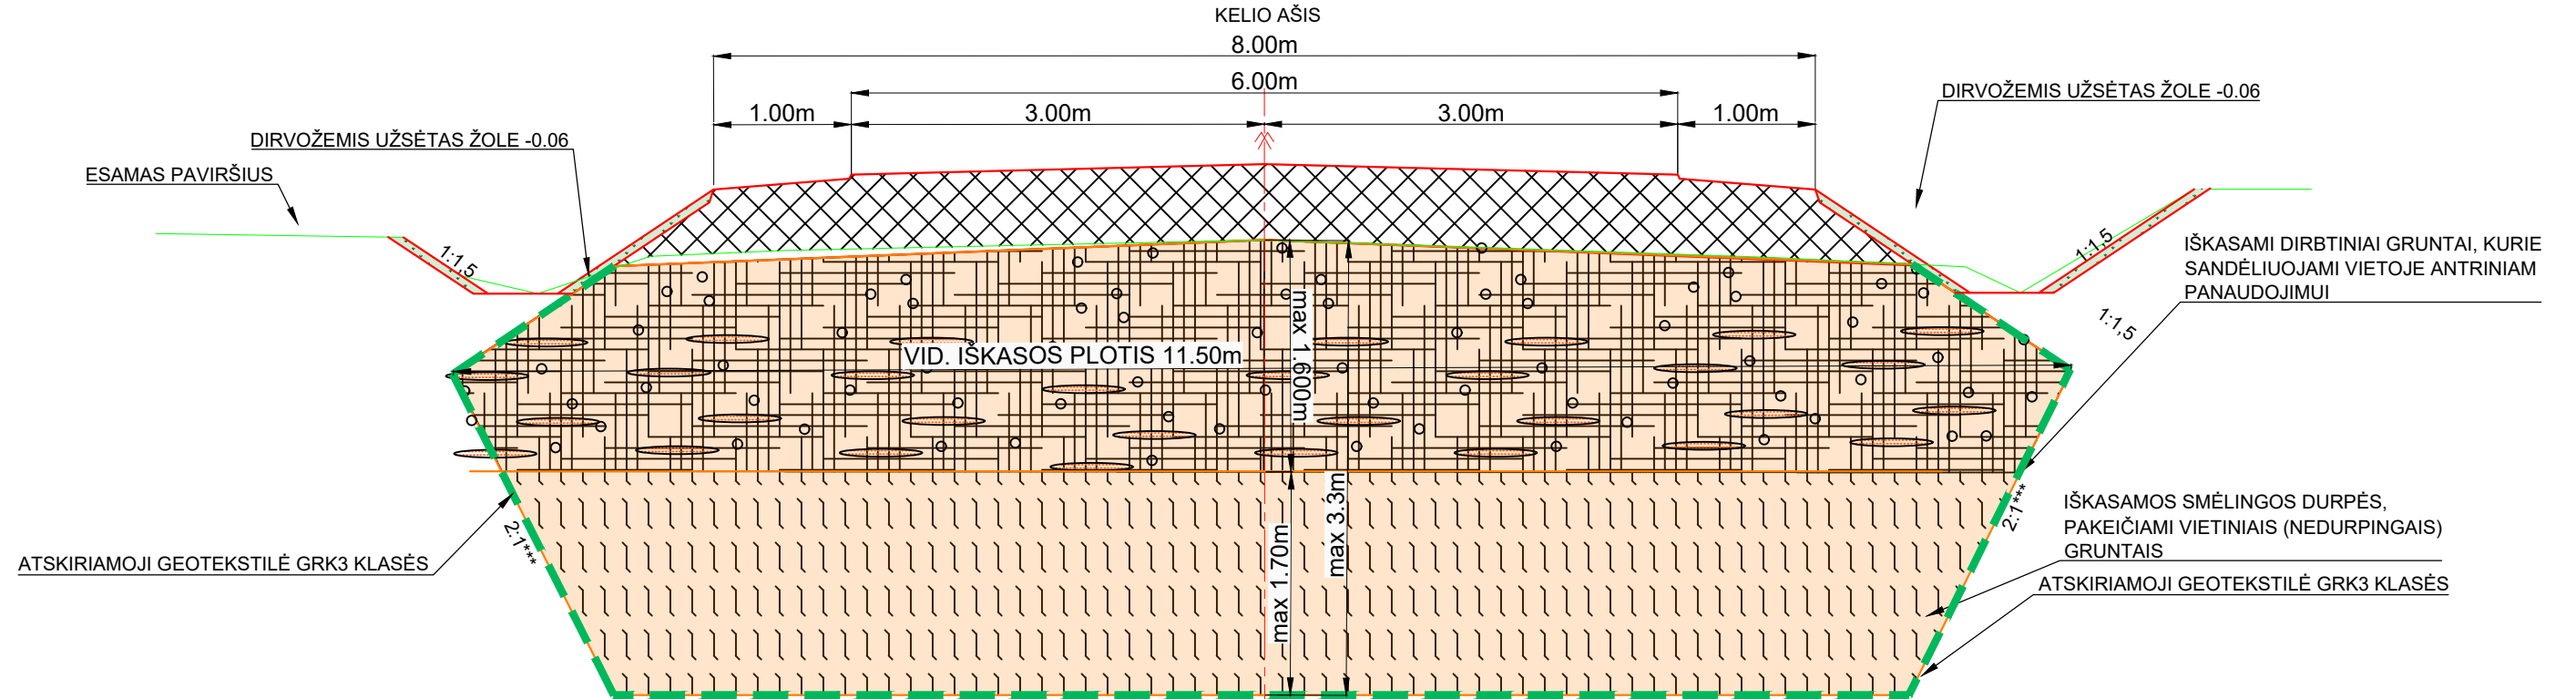 KELIO AŠIS
8.00m
6.00m
1.00m
3.00m
3.00m
1.00m
DIRVOŽEMIS UŽSĖTAS ŽOLE -0.06
DIRVOŽEMIS UŽSĖTAS ŽOLE -0.06
ESAMAS PAVIRŠIUS
1:1,5
1:1,5
IŠKASAMI DIRBTINIAI GRUNTAI, KURIE
SANDĖLIUOJAMI VIETOJE ANTRINIAM
PANAUDOJIMUI
1:1,5
max 1.600m
VID. IŠKASOS PLOTIS 11.50m
max 3.3m
max 1.70m
2:1***
2:1***
IŠKASAMOS SMĖLINGOS DURPĖS,
PAKEIČIAMI VIETINIAIS (NEDURPINGAIS)
GRUNTAIS
ATSKIRIAMOJI GEOTEKSTILĖ GRK3 KLASĖS
ATSKIRIAMOJI GEOTEKSTILĖ GRK3 KLASĖS